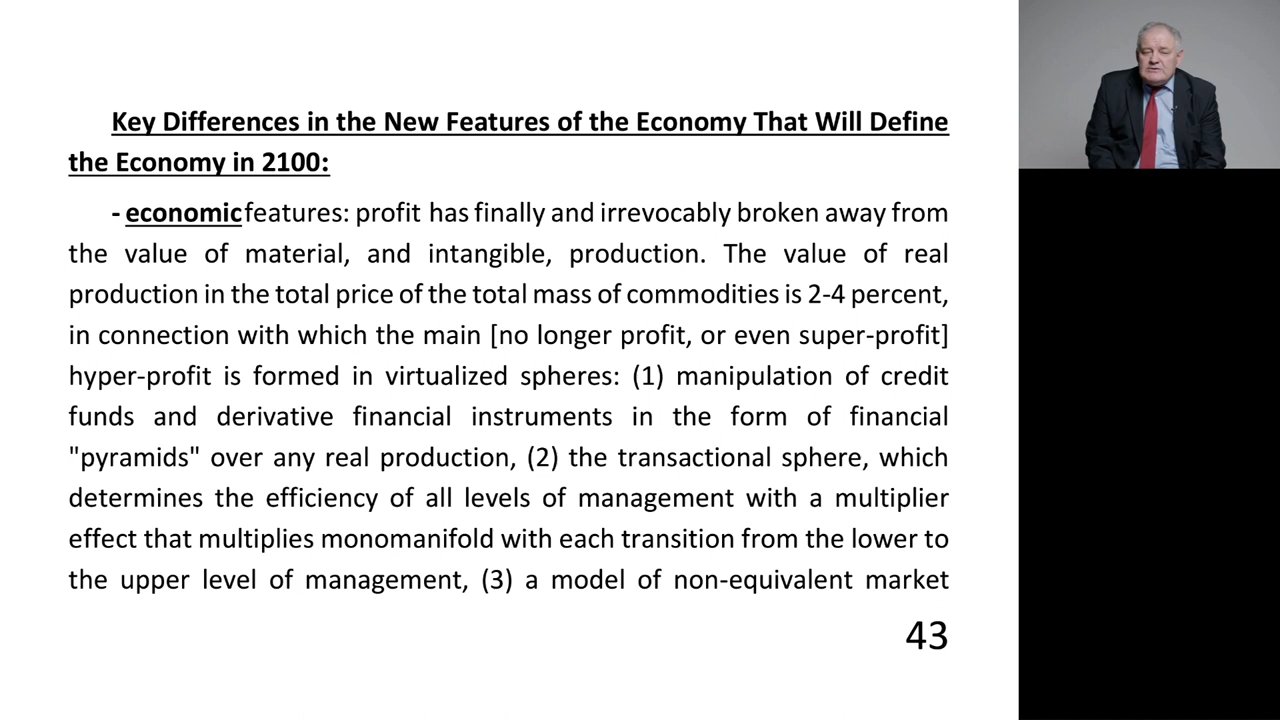 Key Differences in the New Features of the Economy That Will Define
the Economy in 2100:
- economic features: profit has finally and irrevocably broken away from
the value of material, and intangible, production. The value of real
production in the total price of the total mass of commodities is 2-4 percent,
in connection with which the main [no longer profit, or even super-profit]
hyper-profit is formed in virtualized spheres: (1) manipulation of credit
funds and derivative financial instruments in the form of financial
"pyramids" over any real production, (2) the transactional sphere, which
determines the efficiency of all levels of management with a multiplier
effect that multiplies monomanifold with each transition from the lower to
the upper level of management, (3) a model of non-equivalent market
43